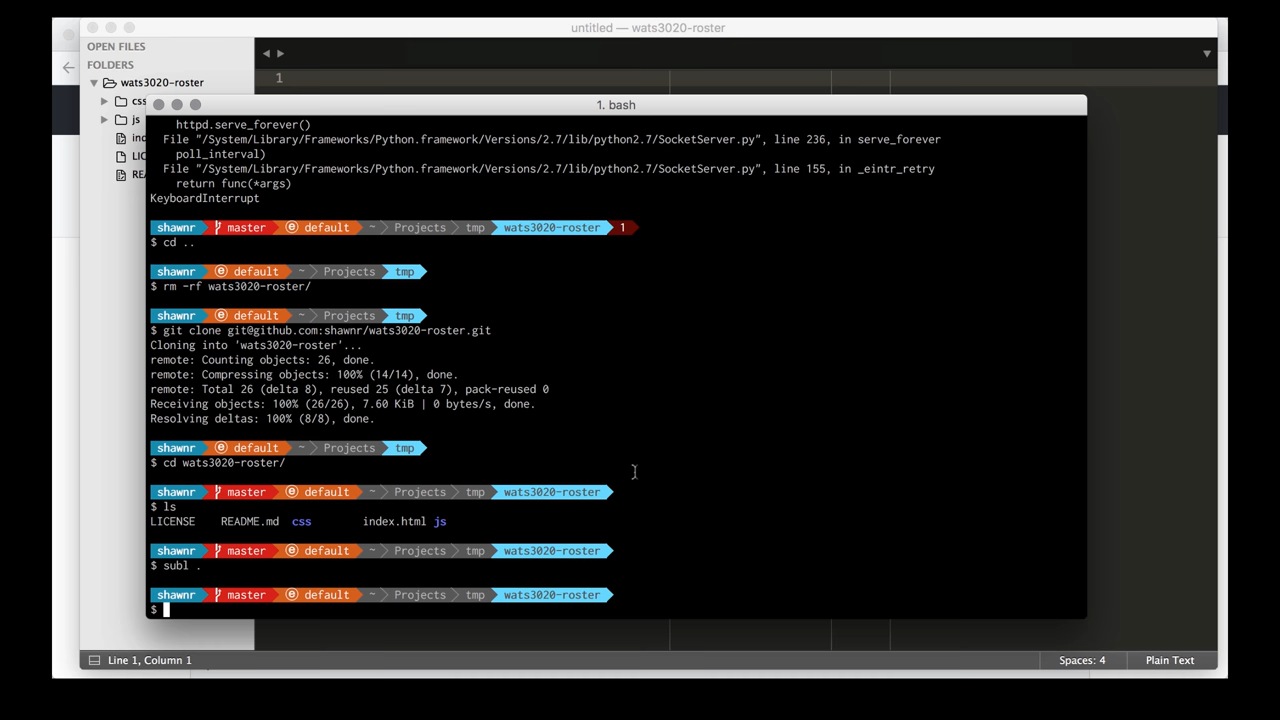 untitled — wats3020-roster
OPEN FILES
FOLDERS
wats3020-roster
css
js
ind
LIC
REA
1
1. bash
httpd.serve_forever()
File "/System/Library/Frameworks/Python.framework/Versions/2.7/lib/python2.7/SocketServer.py", line 236, in serve_forever
poll_interval)
File "/System/Library/Frameworks/Python.framework/Versions/2.7/lib/python2.7/SocketServer.py", line 155, in _eintr_retry
return func(*args)
KeyboardInterrupt
shawnr master ⓔ default ~ Projects tmp wats3020-roster 1
$ cd ..
shawnr ⓔ default ~ Projects tmp
$ rm -rf wats3020-roster/
shawnr ⓔ default ~ Projects tmp
$ git clone git@github.com:shawnr/wats3020-roster.git
Cloning into 'wats3020-roster'...
remote: Counting objects: 26, done.
remote: Compressing objects: 100% (14/14), done.
remote: Total 26 (delta 8), reused 25 (delta 7), pack-reused 0
Receiving objects: 100% (26/26), 7.60 KiB | 0 bytes/s, done.
Resolving deltas: 100% (8/8), done.
shawnr ⓔ default ~ Projects tmp
$ cd wats3020-roster/
shawnr master ⓔ default ~ Projects tmp wats3020-roster
$ ls
LICENSE README.md css index.html js
shawnr master ⓔ default ~ Projects tmp wats3020-roster
$ subl .
shawnr master ⓔ default ~ Projects tmp wats3020-roster
$
Line 1, Column 1
Spaces: 4
Plain Text